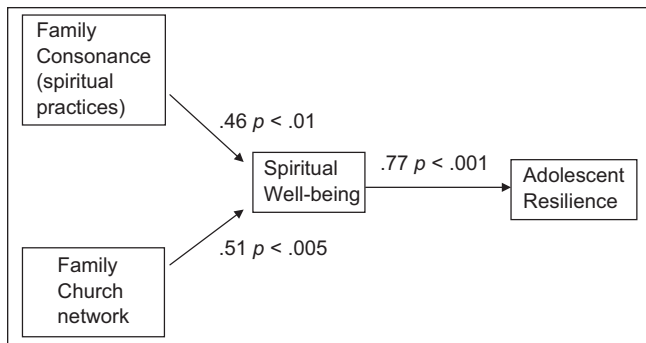 Family
Consonance
(spiritual
practices)
.46 p < .01
Spiritual
Well-being
.77 p < .001
Adolescent
Resilience
.51 p < .005
Family
Church
network